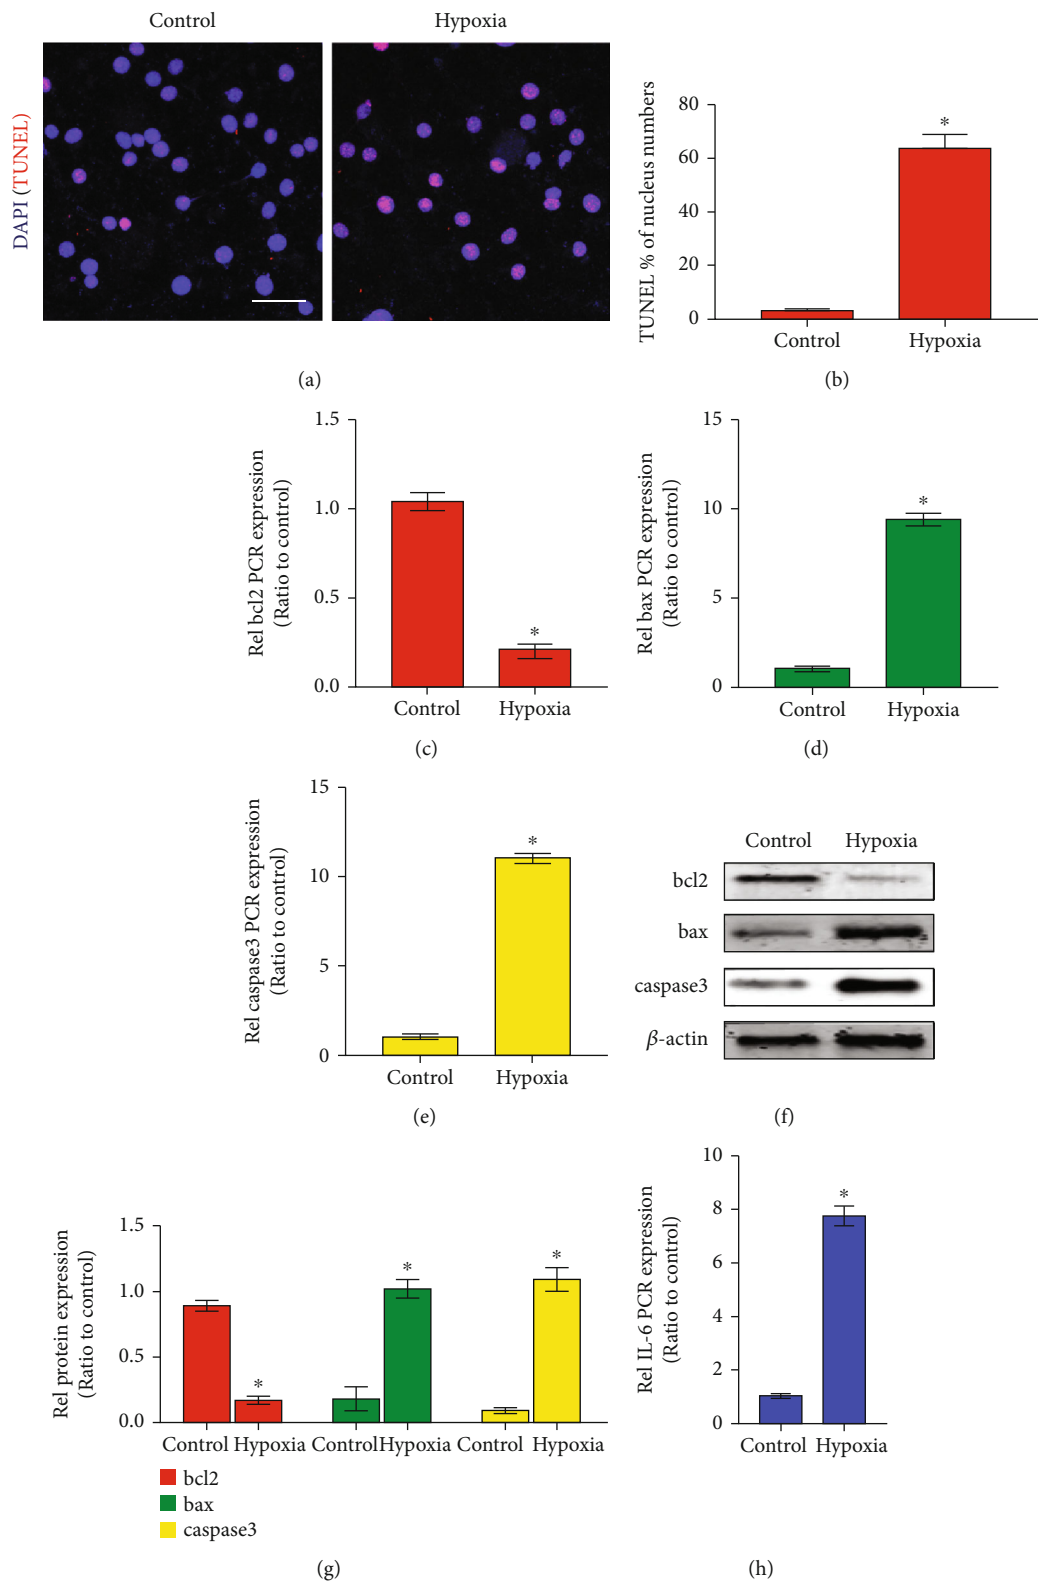 Control
Hypoxia
DAPI (TUNEL)
(a)
TUNEL % of nucleus numbers
80
60
40
20
0
*
Control
Hypoxia
(b)
Rel bcl2 PCR expression
(Ratio to control)
1.5
1.0
0.5
0.0
*
Control
Hypoxia
(c)
Rel bax PCR expression
(Ratio to control)
15
10
5
0
*
Control
Hypoxia
(d)
Rel caspase3 PCR expression
(Ratio to control)
15
10
5
0
*
Control
Hypoxia
(e)
Control
Hypoxia
bcl2
bax
caspase3
β-actin
(f)
Rel protein expression
(Ratio to control)
1.5
1.0
0.5
0.0
*
*
*
Control Hypoxia
Control Hypoxia
Control Hypoxia
bcl2
bax
caspase3
(g)
Rel IL-6 PCR expression
(Ratio to control)
10
8
6
4
2
0
*
Control
Hypoxia
(h)